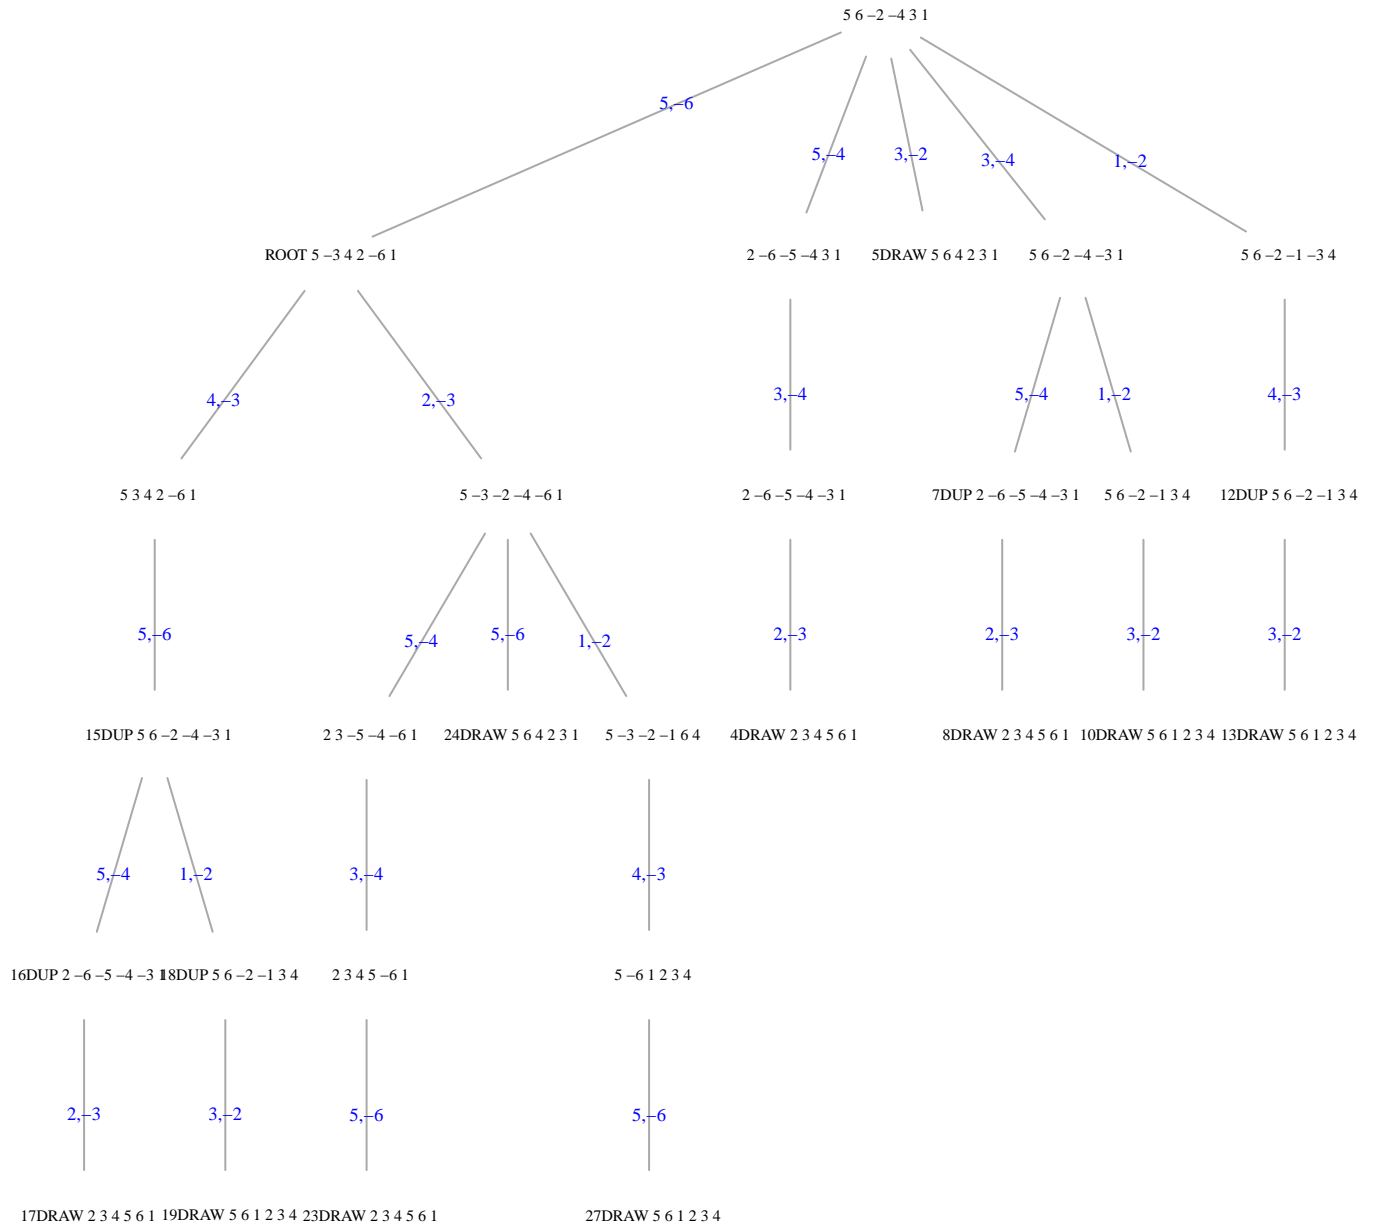 5 6 −2 −4 3 1
5,−6
5,−4
3,−2
3,−4
1,−2
ROOT 5 −3 4 2 −6 1
2 −6 −5 −4 3 1
5DRAW 5 6 4 2 3 1
5 6 −2 −4 −3 1
5 6 −2 −1 −3 4
4,−3
2,−3
3,−4
5,−4
1,−2
4,−3
5 3 4 2 −6 1
5 −3 −2 −4 −6 1
2 −6 −5 −4 −3 1
7DUP 2 −6 −5 −4 −3 1
5 6 −2 −1 3 4
12DUP 5 6 −2 −1 3 4
5,−6
5,−4
5,−6
1,−2
2,−3
2,−3
3,−2
3,−2
15DUP 5 6 −2 −4 −3 1
2 3 −5 −4 −6 1
24DRAW 5 6 4 2 3 1
5 −3 −2 −1 6 4
4DRAW 2 3 4 5 6 1
8DRAW 2 3 4 5 6 1
10DRAW 5 6 1 2 3 4
13DRAW 5 6 1 2 3 4
5,−4
1,−2
3,−4
4,−3
16DUP 2 −6 −5 −4 −3 1
18DUP 5 6 −2 −1 3 4
2 3 4 5 −6 1
5 −6 1 2 3 4
2,−3
3,−2
5,−6
5,−6
17DRAW 2 3 4 5 6 1
19DRAW 5 6 1 2 3 4
23DRAW 2 3 4 5 6 1
27DRAW 5 6 1 2 3 4